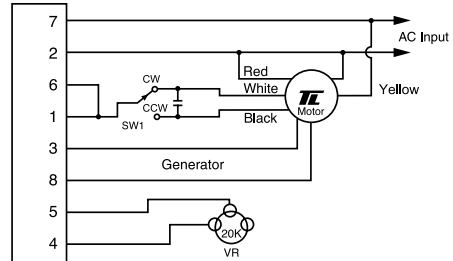 7
AC Input
2
Red
6
CW
White
TL
Motor
Yellow
CCW
1
SW1
Black
3
Generator
8
5
20K
4
VR